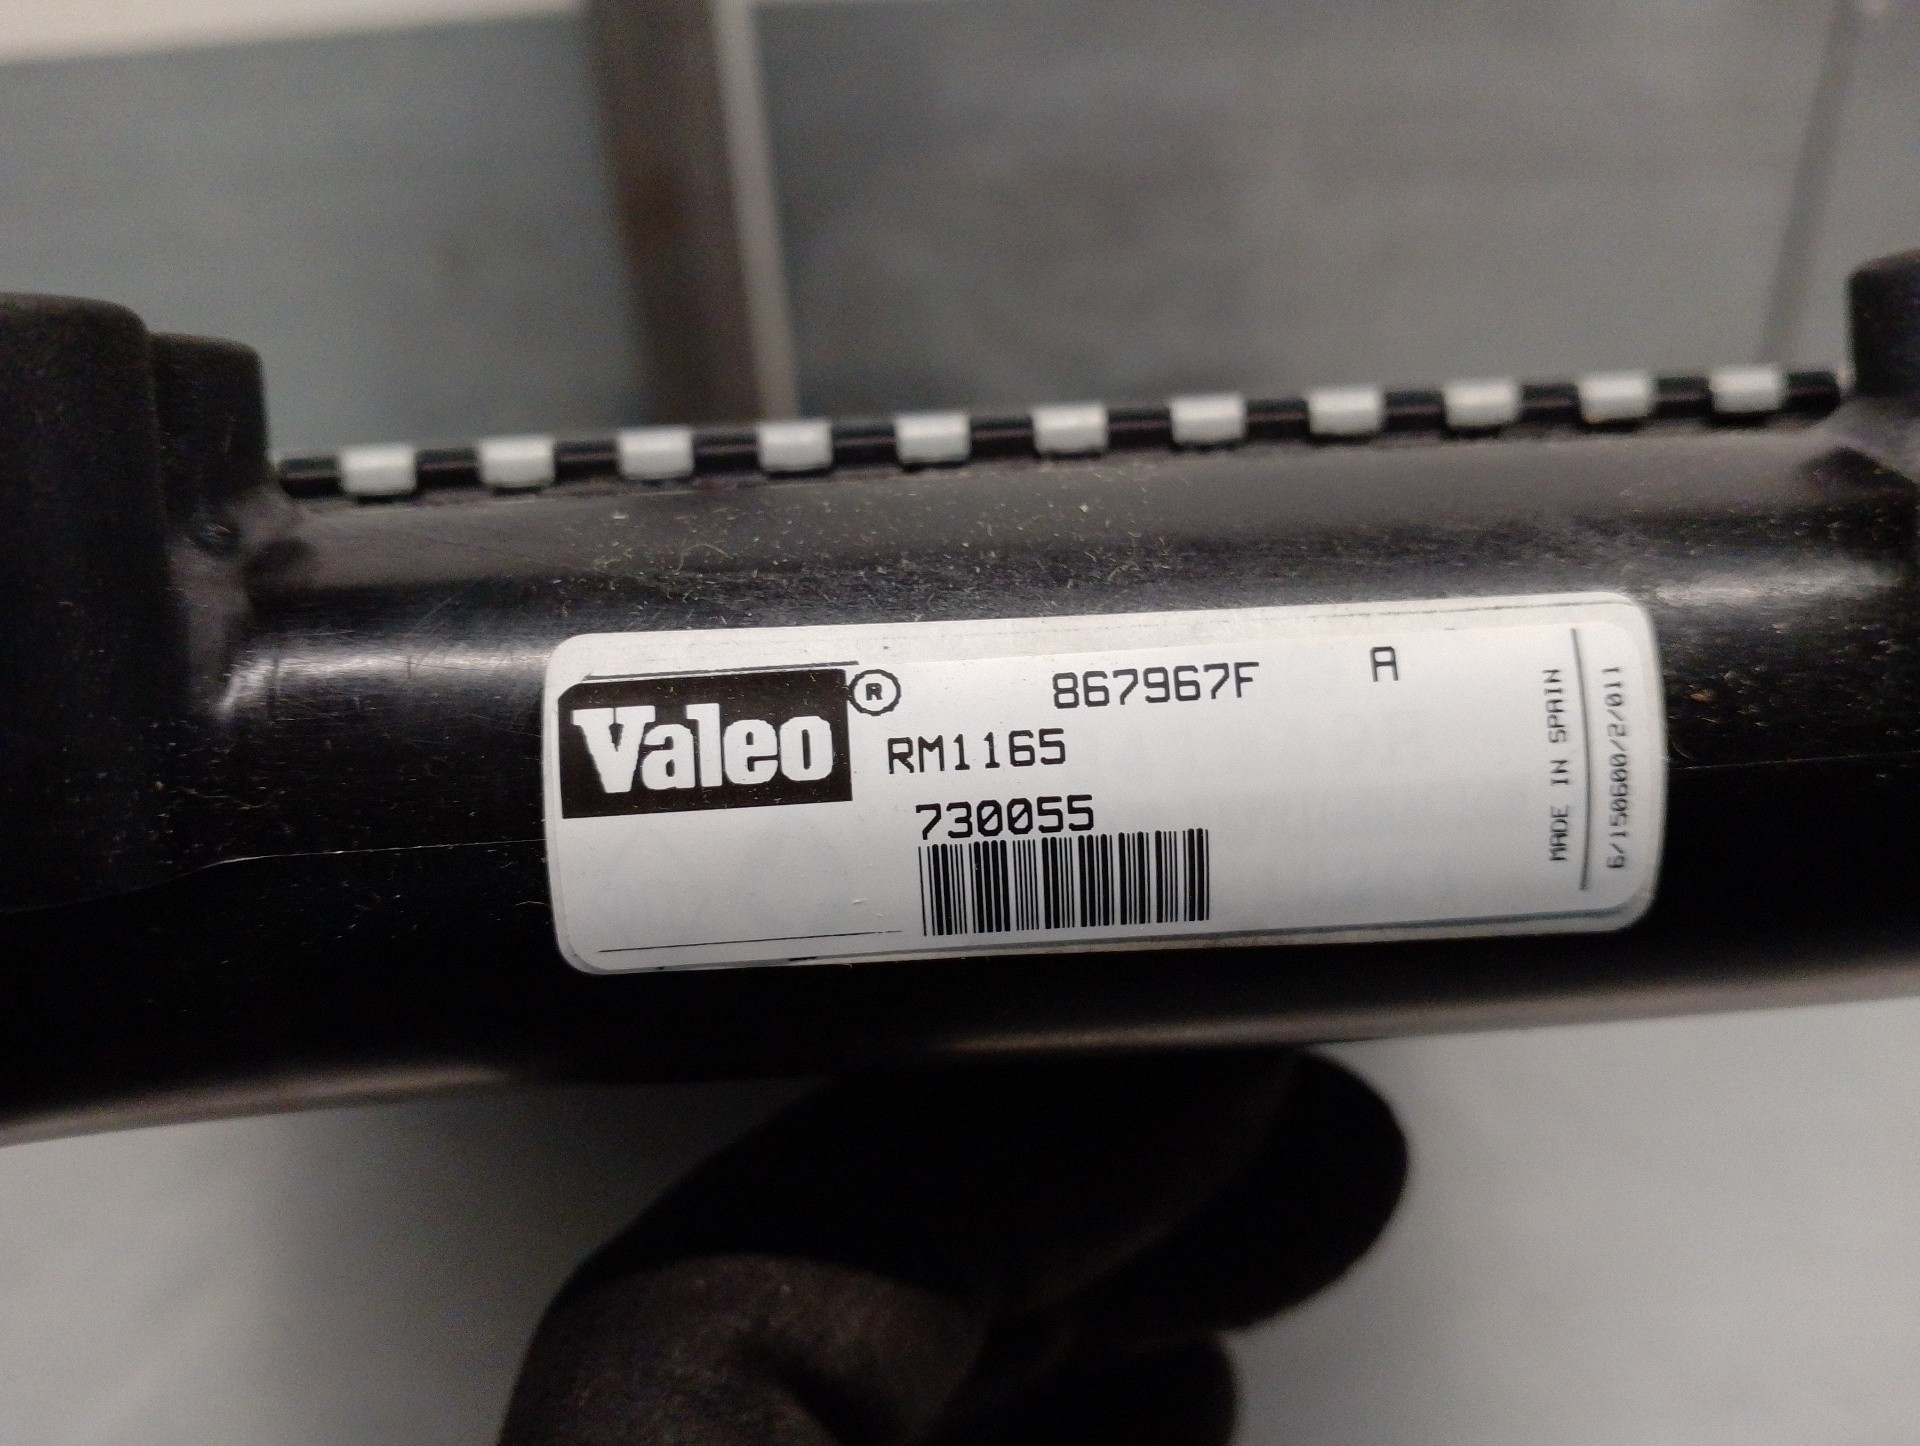 Valeo® 867967F A
RM1165
730055
MADE IN SPAIN
6/150600/2/011